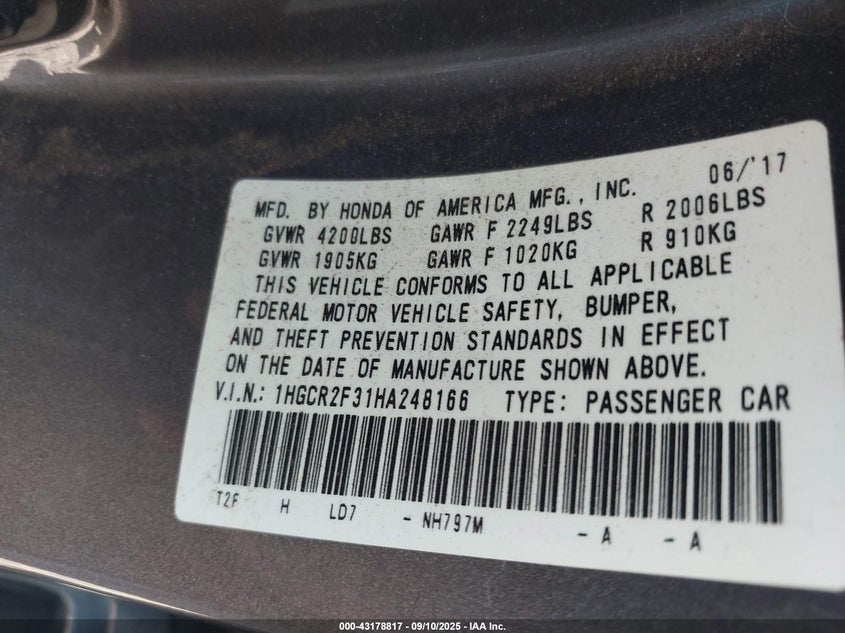 06/'17
MFD. BY HONDA OF AMERICA MFG., INC.
GVWR 4200LBS GAWR F 2249LBS R 2006LBS
GVWR 1905KG GAWR F 1020KG R 910KG
THIS VEHICLE CONFORMS TO ALL APPLICABLE
FEDERAL MOTOR VEHICLE SAFETY, BUMPER,
AND THEFT PREVENTION STANDARDS IN EFFECT
ON THE DATE OF MANUFACTURE SHOWN ABOVE.
V.I.N.: 1HGCR2F31HA248166 TYPE: PASSENGER CAR
T2F H LD7 - NH797M - A - A
000-43178817 - 09/10/2025 - IAA Inc.